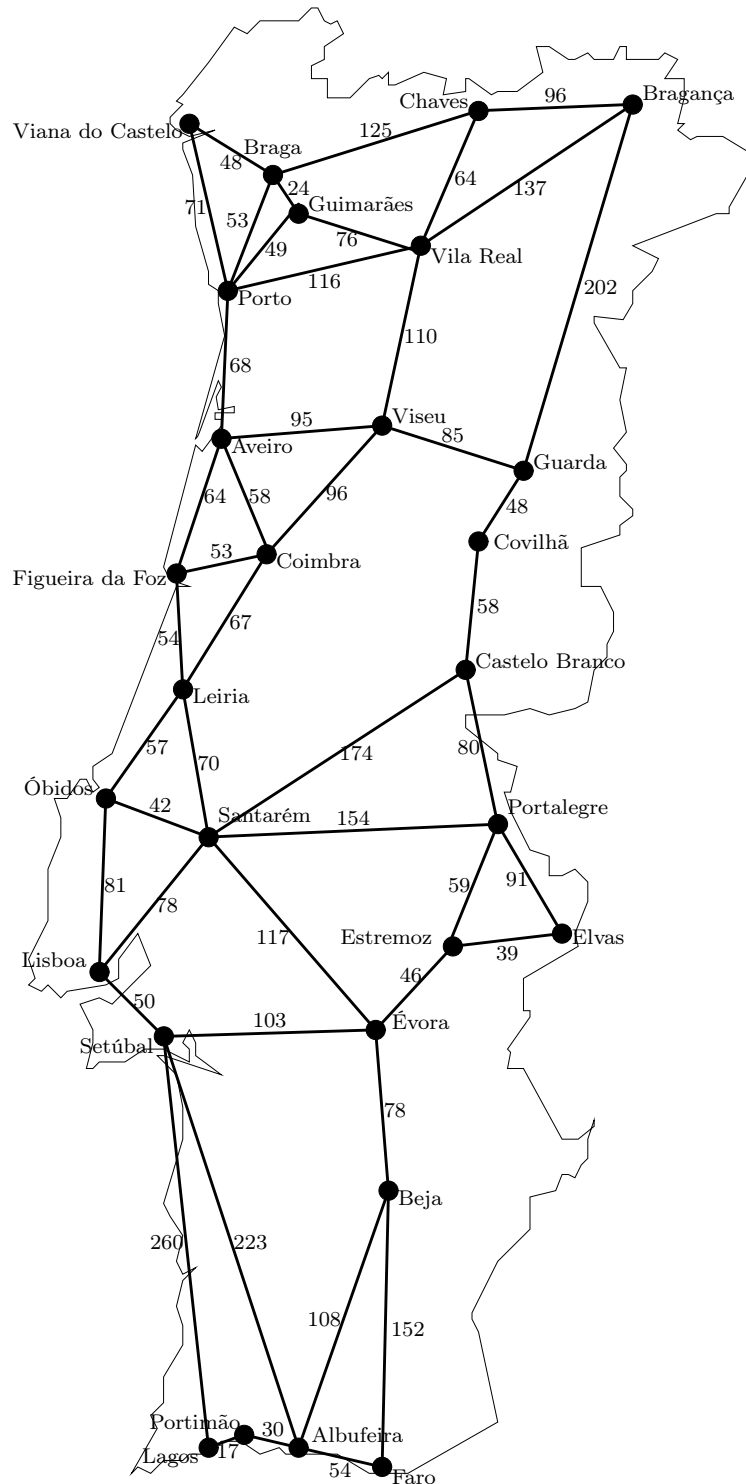 Chaves
96
Bragança
Viana do Castelo
125
Braga
48
24
64
137
71
53
Guimarães
49
76
Vila Real
116
Porto
202
110
68
95
Viseu
85
Aveiro
Guarda
64
58
96
48
53
Coimbra
Covilhã
Figueira da Foz
58
54
67
Castelo Branco
Leiria
57
70
174
80
Óbidos
42
Santarém
154
Portalegre
81
78
59
91
117
Estremoz
39
Elvas
Lisboa
46
50
103
Évora
Setúbal
78
Beja
260
223
108
152
Portimão
30
Albufeira
Lagos
17
54
Faro